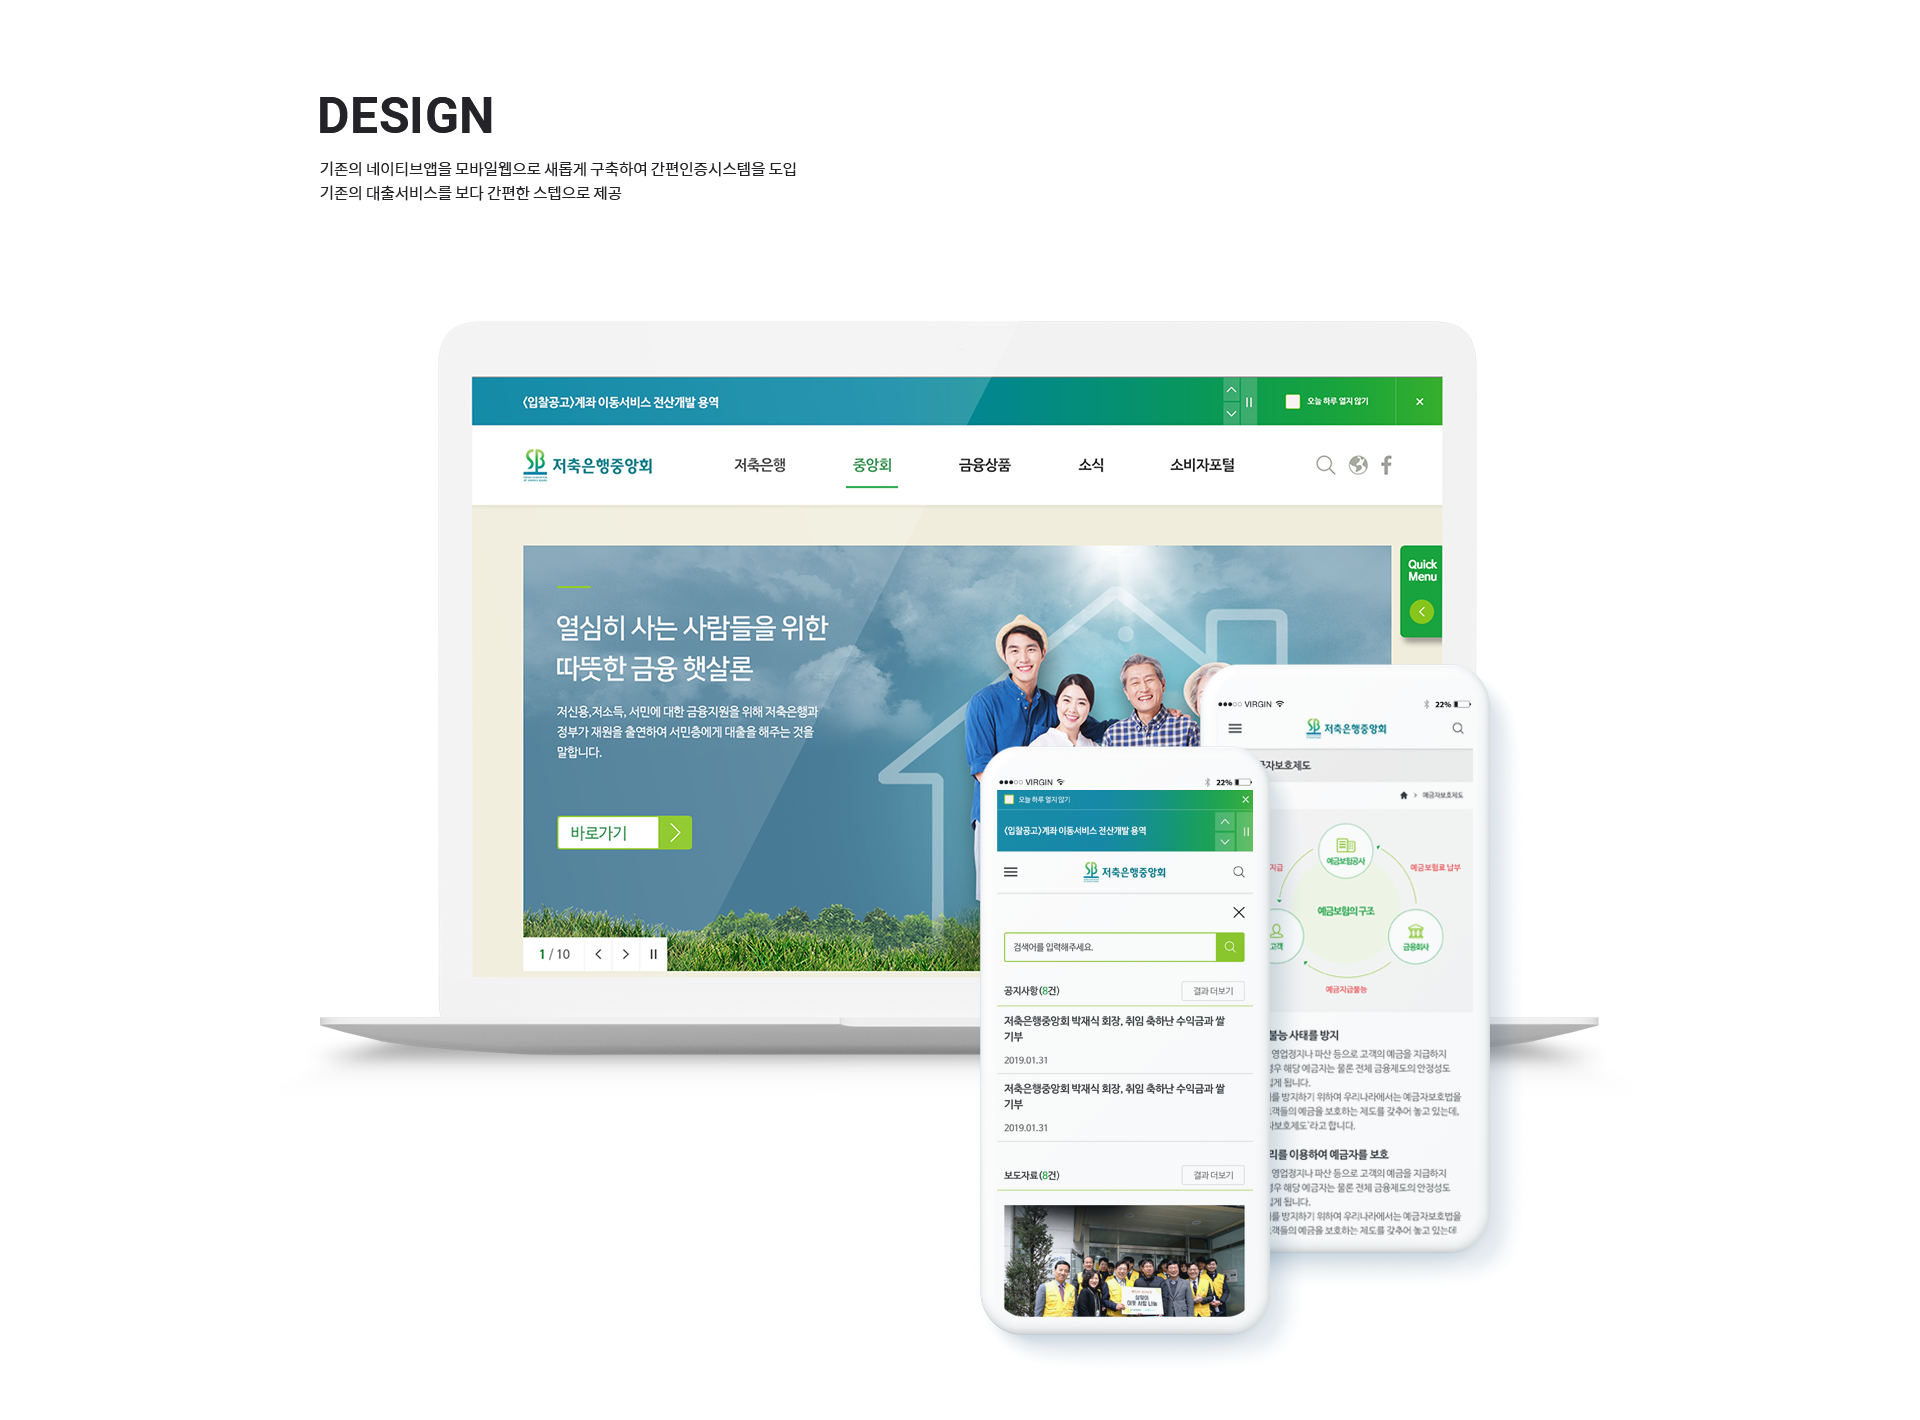 DESIGN
기존의 네이티브앱을 모바일웹으로 새롭게 구축하여 간편인증시스템을 도입
기존의 대출서비스를 보다 간편한 스텝으로 제공
<입찰공고>계좌 이동서비스 전산개발 용역
오늘 하루 열지 않기
SB 저축은행중앙회
저축은행
중앙회
금융상품
소식
소비자포털
Quick
Menu
열심히 사는 사람들을 위한
따뜻한 금융 햇살론
저신용,저소득, 서민에 대한 금융지원을 위해 저축은행과
정부가 재원을 출연하여 서민층에게 대출을 해주는 것을
말합니다.
바로가기
1 / 10
VIRGIN 22%
오늘 하루 열지 않기
<입찰공고>계좌 이동서비스 전산개발 용역
SB 저축은행중앙회
검색어를 입력해주세요.
공지사항(8건)
결과 더보기
저축은행중앙회 박재식 회장, 취임 축하난 수익금과 쌀
기부
2019.01.31
저축은행중앙회 박재식 회장, 취임 축하난 수익금과 쌀
기부
2019.01.31
보도자료(8건)
결과 더보기
VIRGIN 22%
SB 저축은행중앙회
금자보호제도
예금자보호제도
예금보험공사
지급
예금보험료 납부
예금보험의 구조
고객
금융회사
예금지급불능
불능 사태를 방지
영업정지나 파산 등으로 고객의 예금을 지급하지
경우 해당 예금자는 물론 전체 금융제도의 안정성도
입게 됩니다.
를 방지하기 위하여 우리나라에서는 예금자보호법을
고객들의 예금을 보호하는 제도를 갖추어 놓고 있는데,
자보호제도'라고 합니다.
리를 이용하여 예금자를 보호
영업정지나 파산 등으로 고객의 예금을 지급하지
경우 해당 예금자는 물론 전체 금융제도의 안정성도
입게 됩니다.
를 방지하기 위하여 우리나라에서는 예금자보호법을
고객들의 예금을 보호하는 제도를 갖추어 놓고 있는데